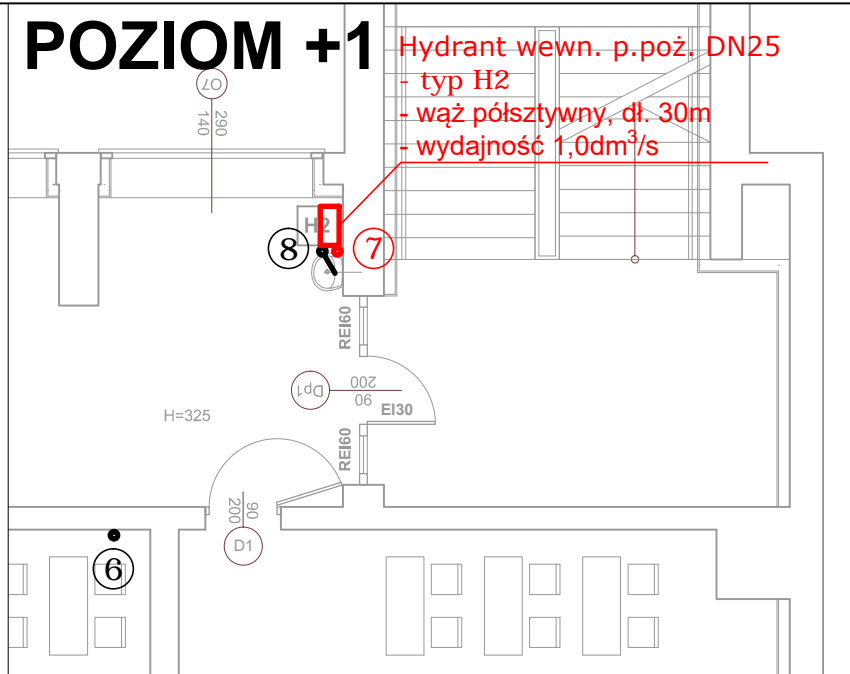 POZIOM +1
Hydrant wewn. p.poż. DN25
- typ H2
- wąż półsztywny, dł. 30m
- wydajność 1,0dm³/s
O7
290
140
H2
8
7
REI60
Dp1
200
90
EI30
H=325
REI60
90
200
D1
6